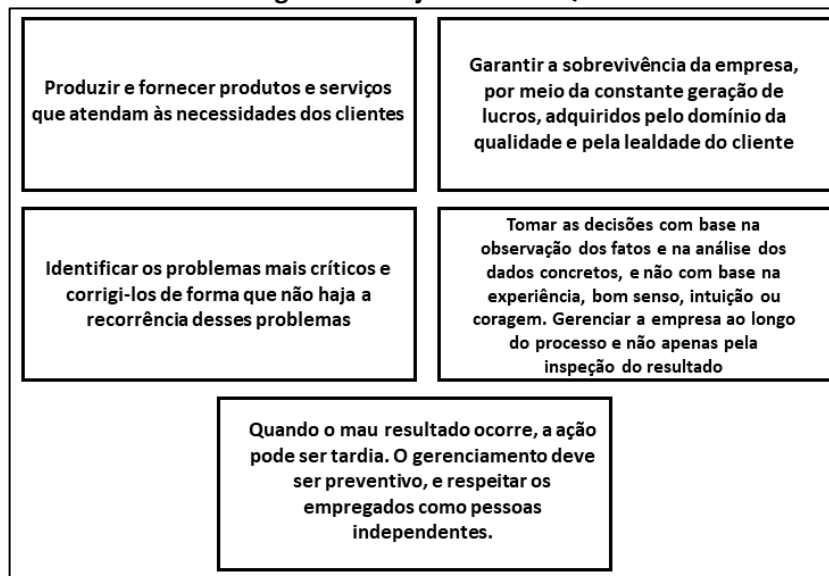 Produzir e fornecer produtos e serviços
que atendam às necessidades dos clientes
Garantir a sobrevivência da empresa,
por meio da constante geração de
lucros, adquiridos pelo domínio da
qualidade e pela lealdade do cliente
Identificar os problemas mais críticos e
corrigi-los de forma que não haja a
recorrência desses problemas
Tomar as decisões com base na
observação dos fatos e na análise dos
dados concretos, e não com base na
experiência, bom senso, intuição ou
coragem. Gerenciar a empresa ao longo
do processo e não apenas pela
inspeção do resultado
Quando o mau resultado ocorre, a ação
pode ser tardia. O gerenciamento deve
ser preventivo, e respeitar os
empregados como pessoas
independentes.